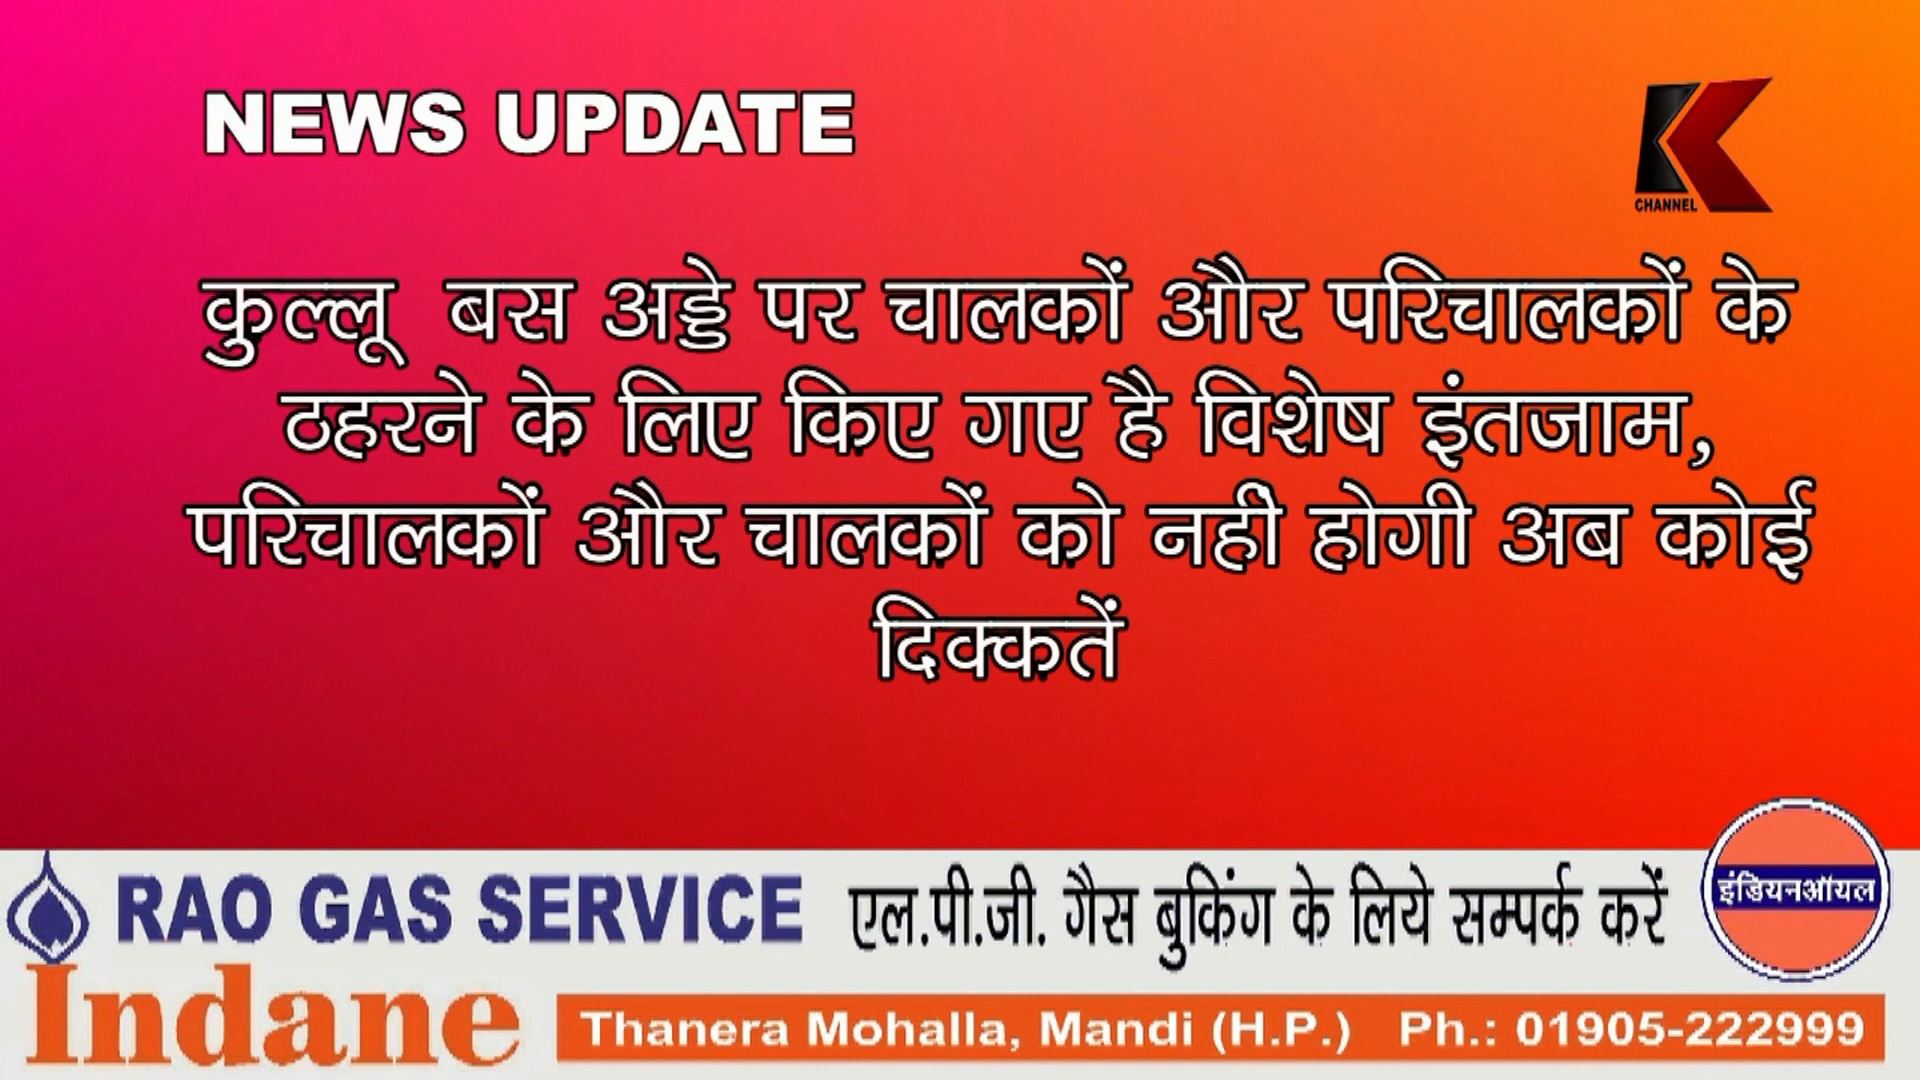 NEWS UPDATE
CHANNEL
कुल्लू बस अड्डे पर चालकों और परिचालकों के
ठहरने के लिए किए गए है विशेष इंतजाम,
परिचालकों और चालकों को नहीं होगी अब कोई
दिक्कतें
RAO GAS SERVICE
एल.पी.जी. गैस बुकिंग के लिये सम्पर्क करें
इंडियनऑयल
Indane
Thanera Mohalla, Mandi (H.P.) Ph.: 01905-222999